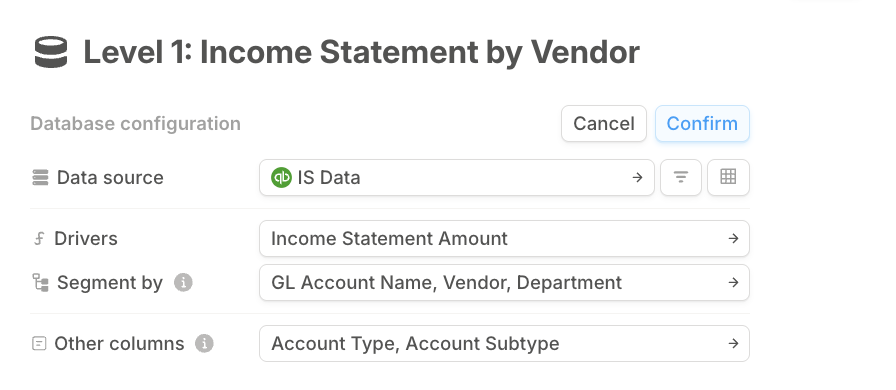 Level 1: Income Statement by Vendor
Database configuration
Cancel
Confirm
Data source
qb IS Data
Drivers
Income Statement Amount
Segment by
GL Account Name, Vendor, Department
Other columns
Account Type, Account Subtype